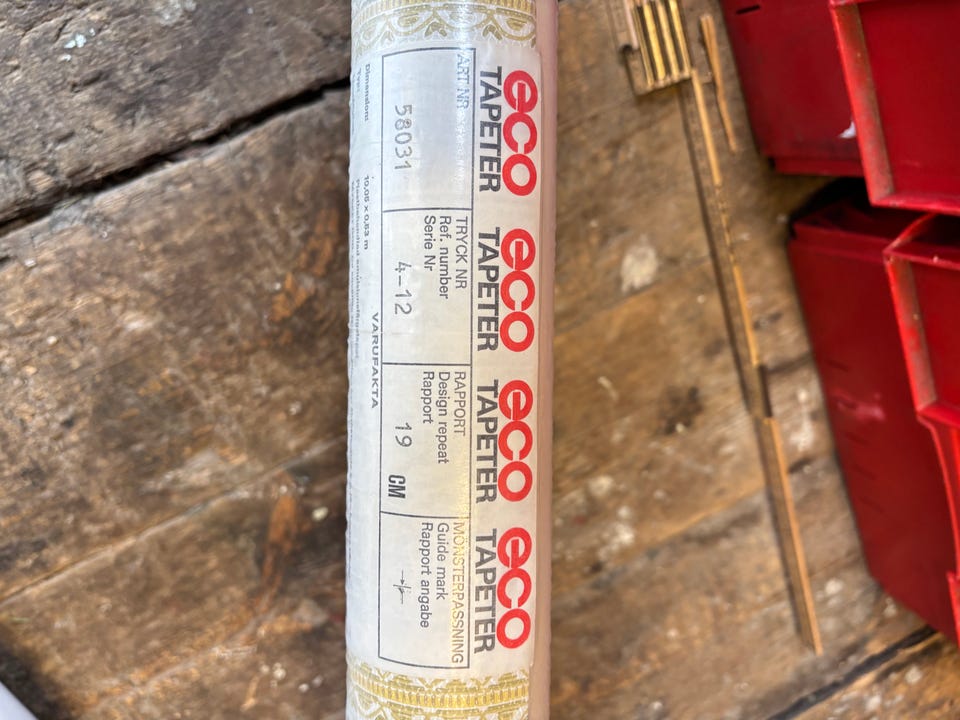 eco eco eco eco
TAPETER TAPETER TAPETER TAPETER
ART NR
58031
TRYCK NR
Ref. number
Serie Nr
4-12
RAPPORT
Design repeat
Rapport
19 CM
MÖNSTERPASSNING
Guide mark
Rapport angabe
VARUFAKTA
Dimension: 10,05 x 0,53 m